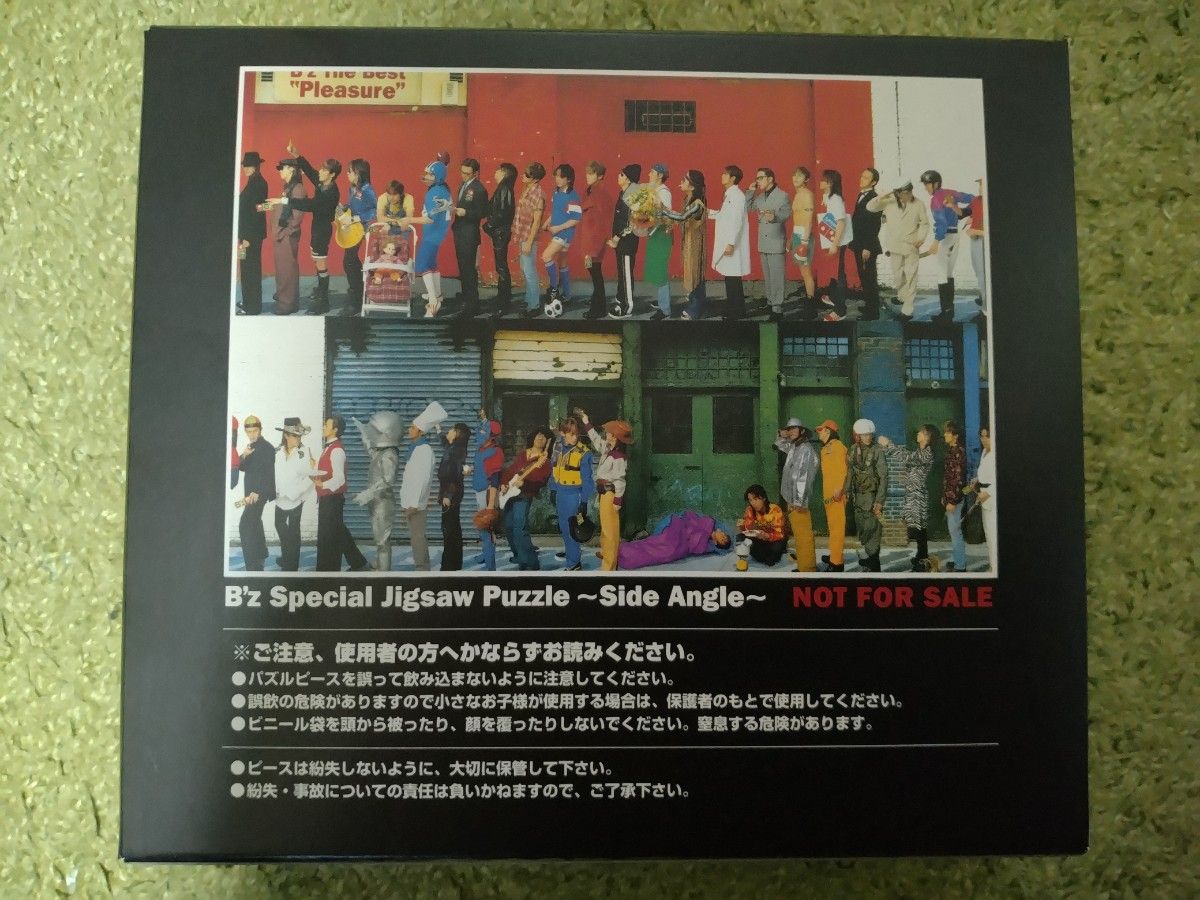 B'z The Best
"Pleasure"
B'z Special Jigsaw Puzzle ~Side Angle~ NOT FOR SALE
※ご注意、使用者の方へかならずお読みください。
●パズルピースを誤って飲み込まないように注意してください。
●誤飲の危険がありますので小さなお子様が使用する場合は、保護者のもとで使用してください。
●ビニール袋を頭から被ったり、顔を覆ったりしないでください。窒息する危険があります。
●ピースは紛失しないように、大切に保管して下さい。
●紛失・事故についての責任は負いかねますので、ご了承下さい。